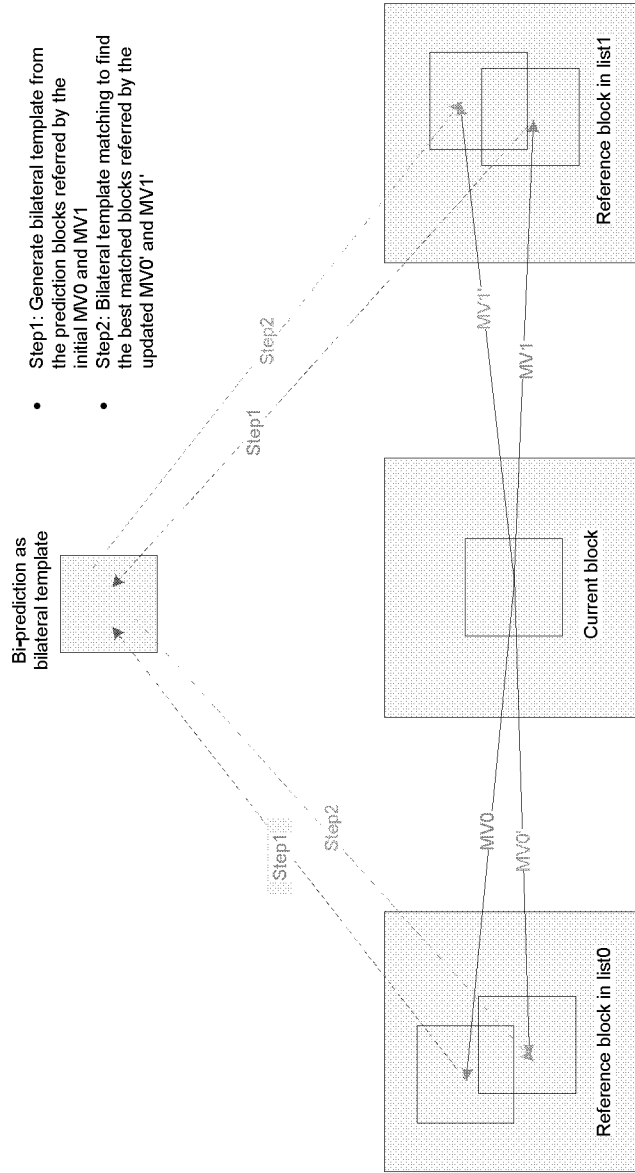 Bi-prediction as
bilateral template
• Step1: Generate bilateral template from
the prediction blocks referred by the
initial MV0 and MV1
• Step2: Bilateral template matching to find
the best matched blocks referred by the
updated MV0' and MV1'
Step1
Step2
Step1
Step2
MV0
MV0'
MV1'
MV1
Reference block in list0
Current block
Reference block in list1